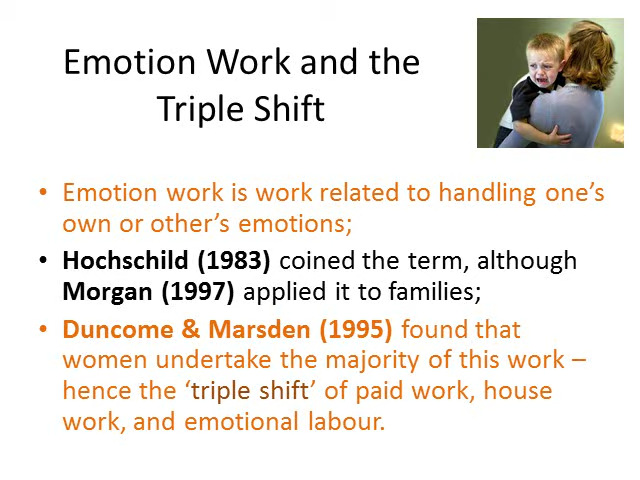 Emotion Work and the
Triple Shift
• Emotion work is work related to handling one’s
own or other’s emotions;
• Hochschild (1983) coined the term, although
Morgan (1997) applied it to families;
• Duncome & Marsden (1995) found that
women undertake the majority of this work –
hence the ‘triple shift’ of paid work, house
work, and emotional labour.